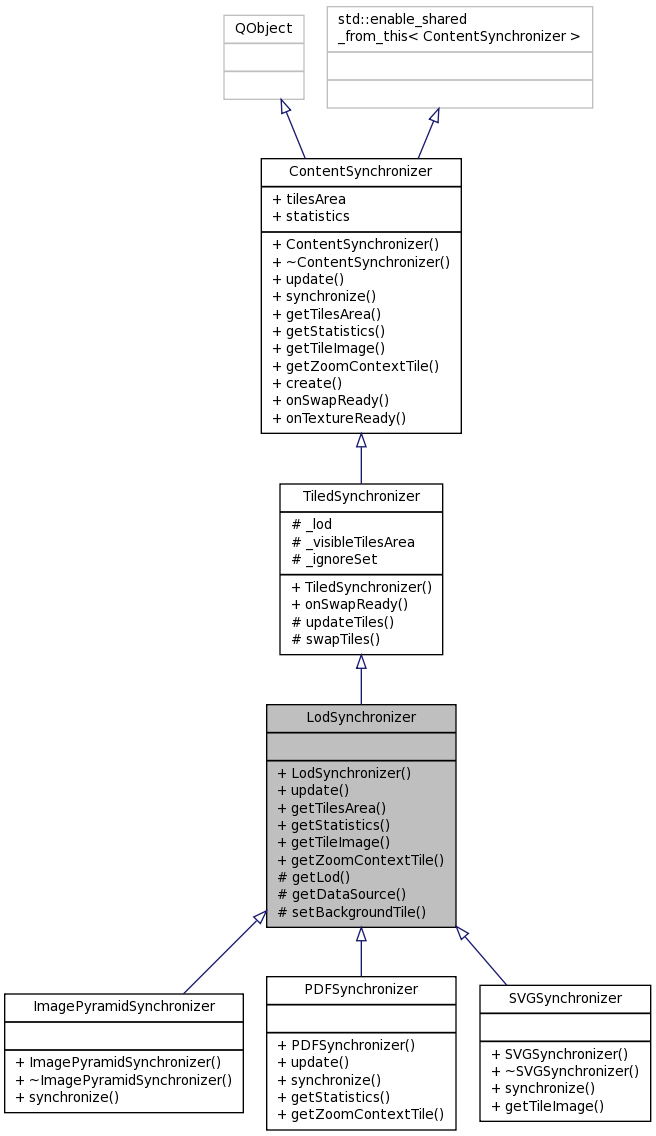 QObject
std::enable_shared
_from_this< ContentSynchronizer >
ContentSynchronizer
+ tilesArea
+ statistics
+ ContentSynchronizer()
+ ~ContentSynchronizer()
+ update()
+ synchronize()
+ getTilesArea()
+ getStatistics()
+ getTileImage()
+ getZoomContextTile()
+ create()
+ onSwapReady()
+ onTextureReady()
TiledSynchronizer
# _lod
# _visibleTilesArea
# _ignoreSet
+ TiledSynchronizer()
+ onSwapReady()
# updateTiles()
# swapTiles()
LodSynchronizer
+ LodSynchronizer()
+ update()
+ getTilesArea()
+ getStatistics()
+ getTileImage()
+ getZoomContextTile()
# getLod()
# getDataSource()
# setBackgroundTile()
ImagePyramidSynchronizer
+ ImagePyramidSynchronizer()
+ ~ImagePyramidSynchronizer()
+ synchronize()
PDFSynchronizer
+ PDFSynchronizer()
+ update()
+ synchronize()
+ getStatistics()
+ getZoomContextTile()
SVGSynchronizer
+ SVGSynchronizer()
+ ~SVGSynchronizer()
+ synchronize()
+ getTileImage()